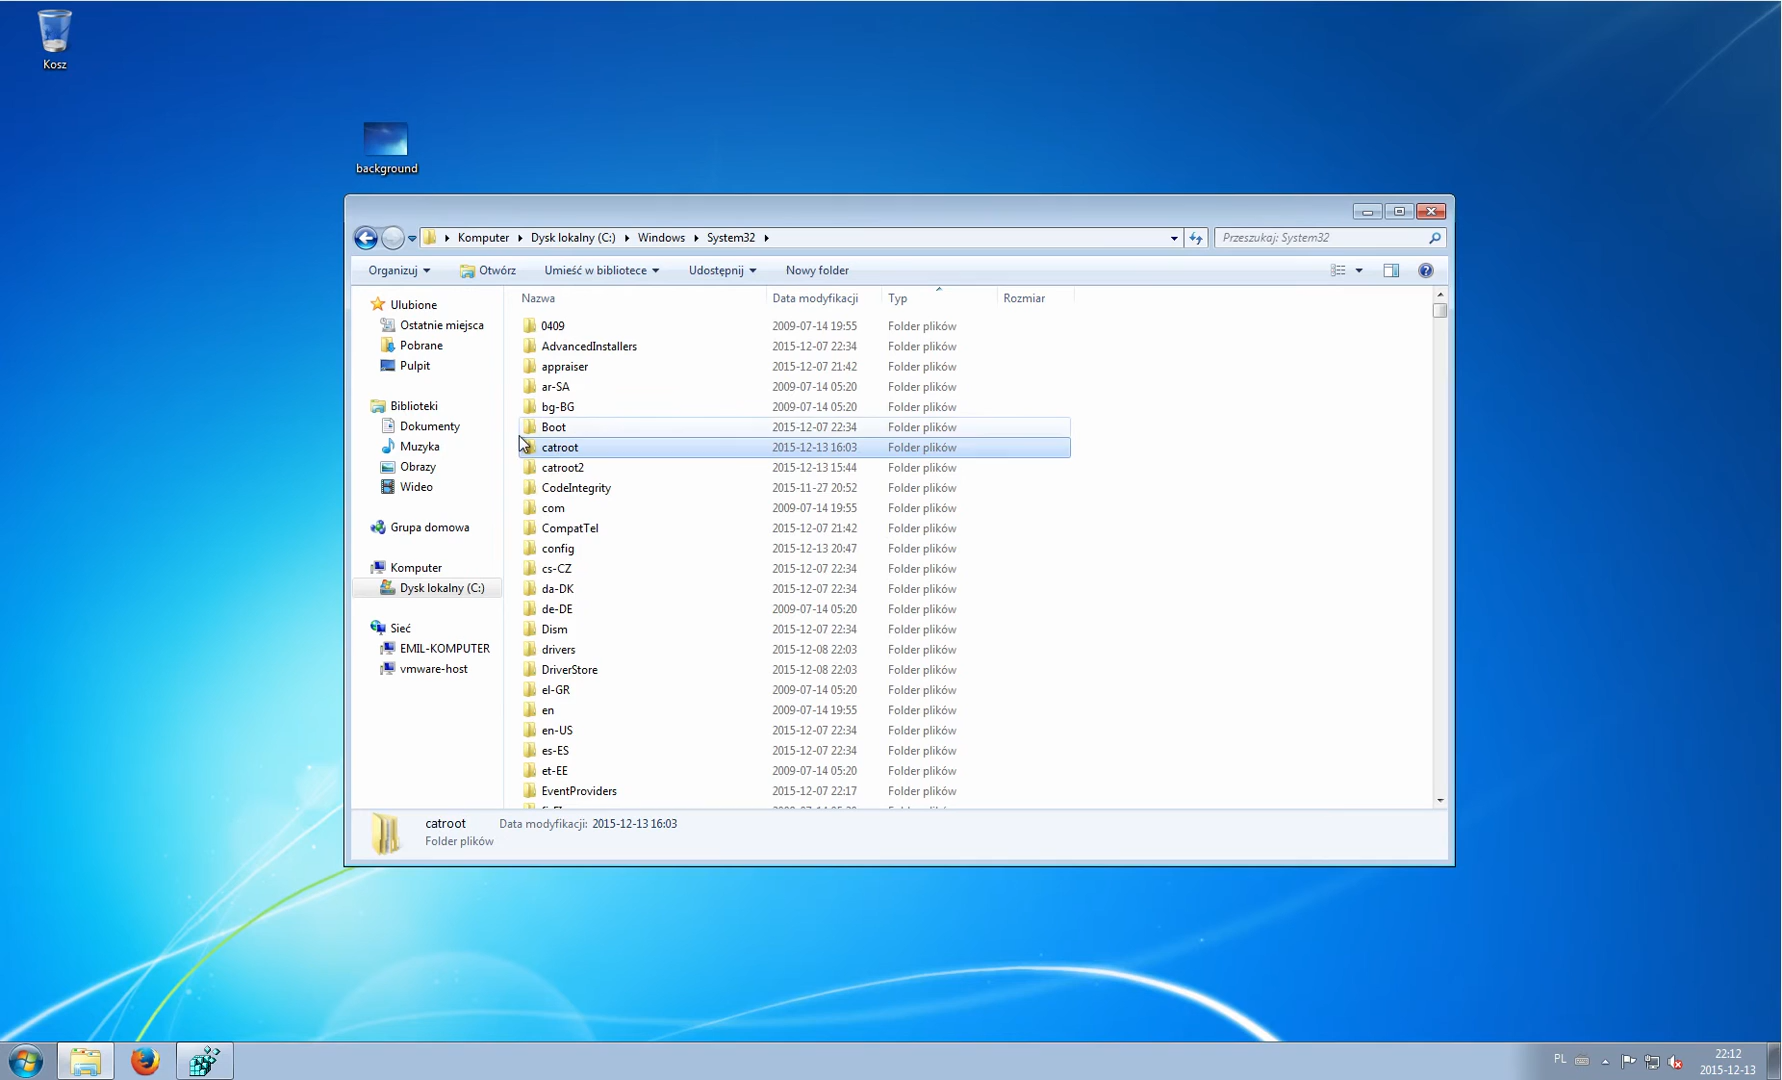 Kosz
background
Komputer Dysk lokalny (C:) Windows System32
Przeszukaj: System32
Organizuj Otwórz Umieść w bibliotece Udostępnij Nowy folder
Ulubione
Ostatnie miejsca
Pobrane
Pulpit
Biblioteki
Dokumenty
Muzyka
Obrazy
Wideo
Grupa domowa
Komputer
Dysk lokalny (C:)
Sieć
EMIL-KOMPUTER
vmware-host
Nazwa Data modyfikacji Typ Rozmiar
0409 2009-07-14 19:55 Folder plików
AdvancedInstallers 2015-12-07 22:34 Folder plików
appraiser 2015-12-07 21:42 Folder plików
ar-SA 2009-07-14 05:20 Folder plików
bg-BG 2009-07-14 05:20 Folder plików
Boot 2015-12-07 22:34 Folder plików
catroot 2015-12-13 16:03 Folder plików
catroot2 2015-12-13 15:44 Folder plików
CodeIntegrity 2015-11-27 20:52 Folder plików
com 2009-07-14 19:55 Folder plików
CompatTel 2015-12-07 21:42 Folder plików
config 2015-12-13 20:47 Folder plików
cs-CZ 2015-12-07 22:34 Folder plików
da-DK 2015-12-07 22:34 Folder plików
de-DE 2009-07-14 05:20 Folder plików
Dism 2015-12-07 22:34 Folder plików
drivers 2015-12-08 22:03 Folder plików
DriverStore 2015-12-08 22:03 Folder plików
el-GR 2009-07-14 05:20 Folder plików
en 2009-07-14 19:55 Folder plików
en-US 2015-12-07 22:34 Folder plików
es-ES 2015-12-07 22:34 Folder plików
et-EE 2009-07-14 05:20 Folder plików
EventProviders 2015-12-07 22:17 Folder plików
catroot Data modyfikacji: 2015-12-13 16:03
Folder plików
PL
22:12
2015-12-13